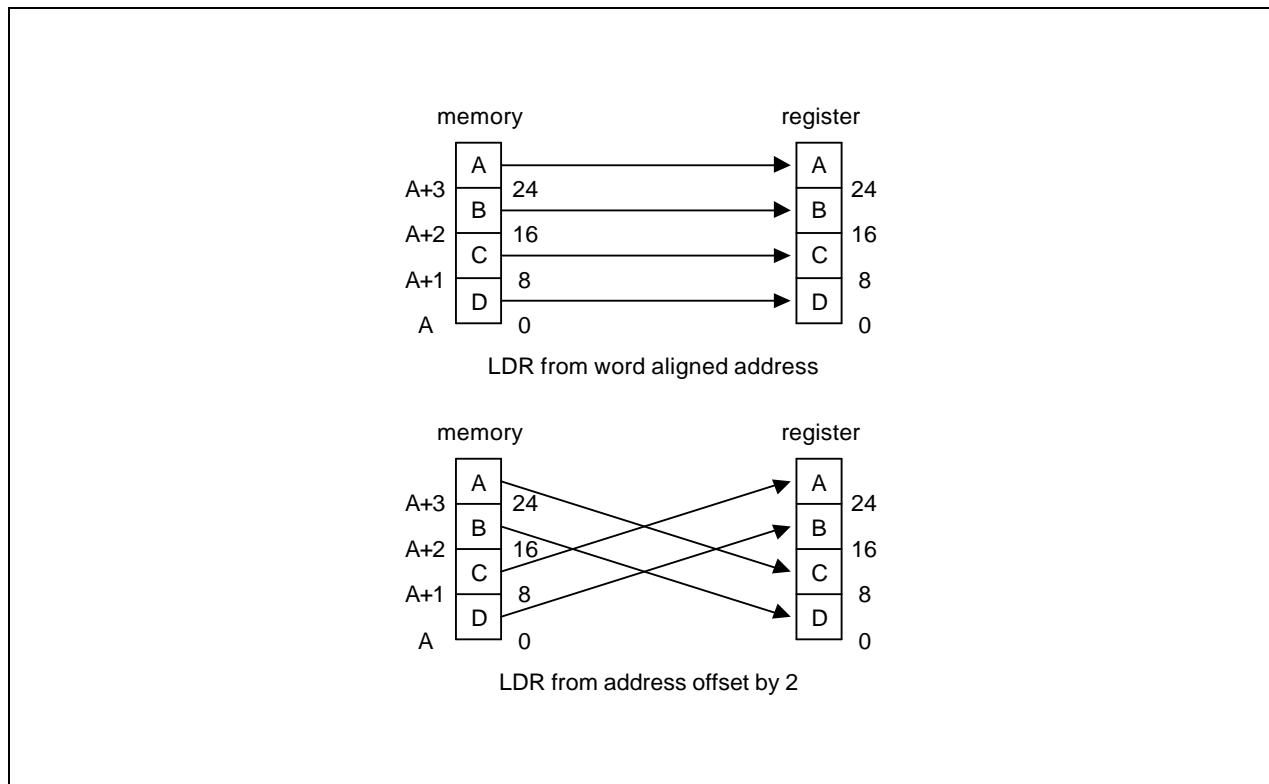 memory register
A A
A+3 24 24
B B
A+2 16 16
C C
A+1 8 8
D D
A 0 0
LDR from word aligned address
memory register
A A
A+3 24 24
B B
A+2 16 16
C C
A+1 8 8
D D
A 0 0
LDR from address offset by 2